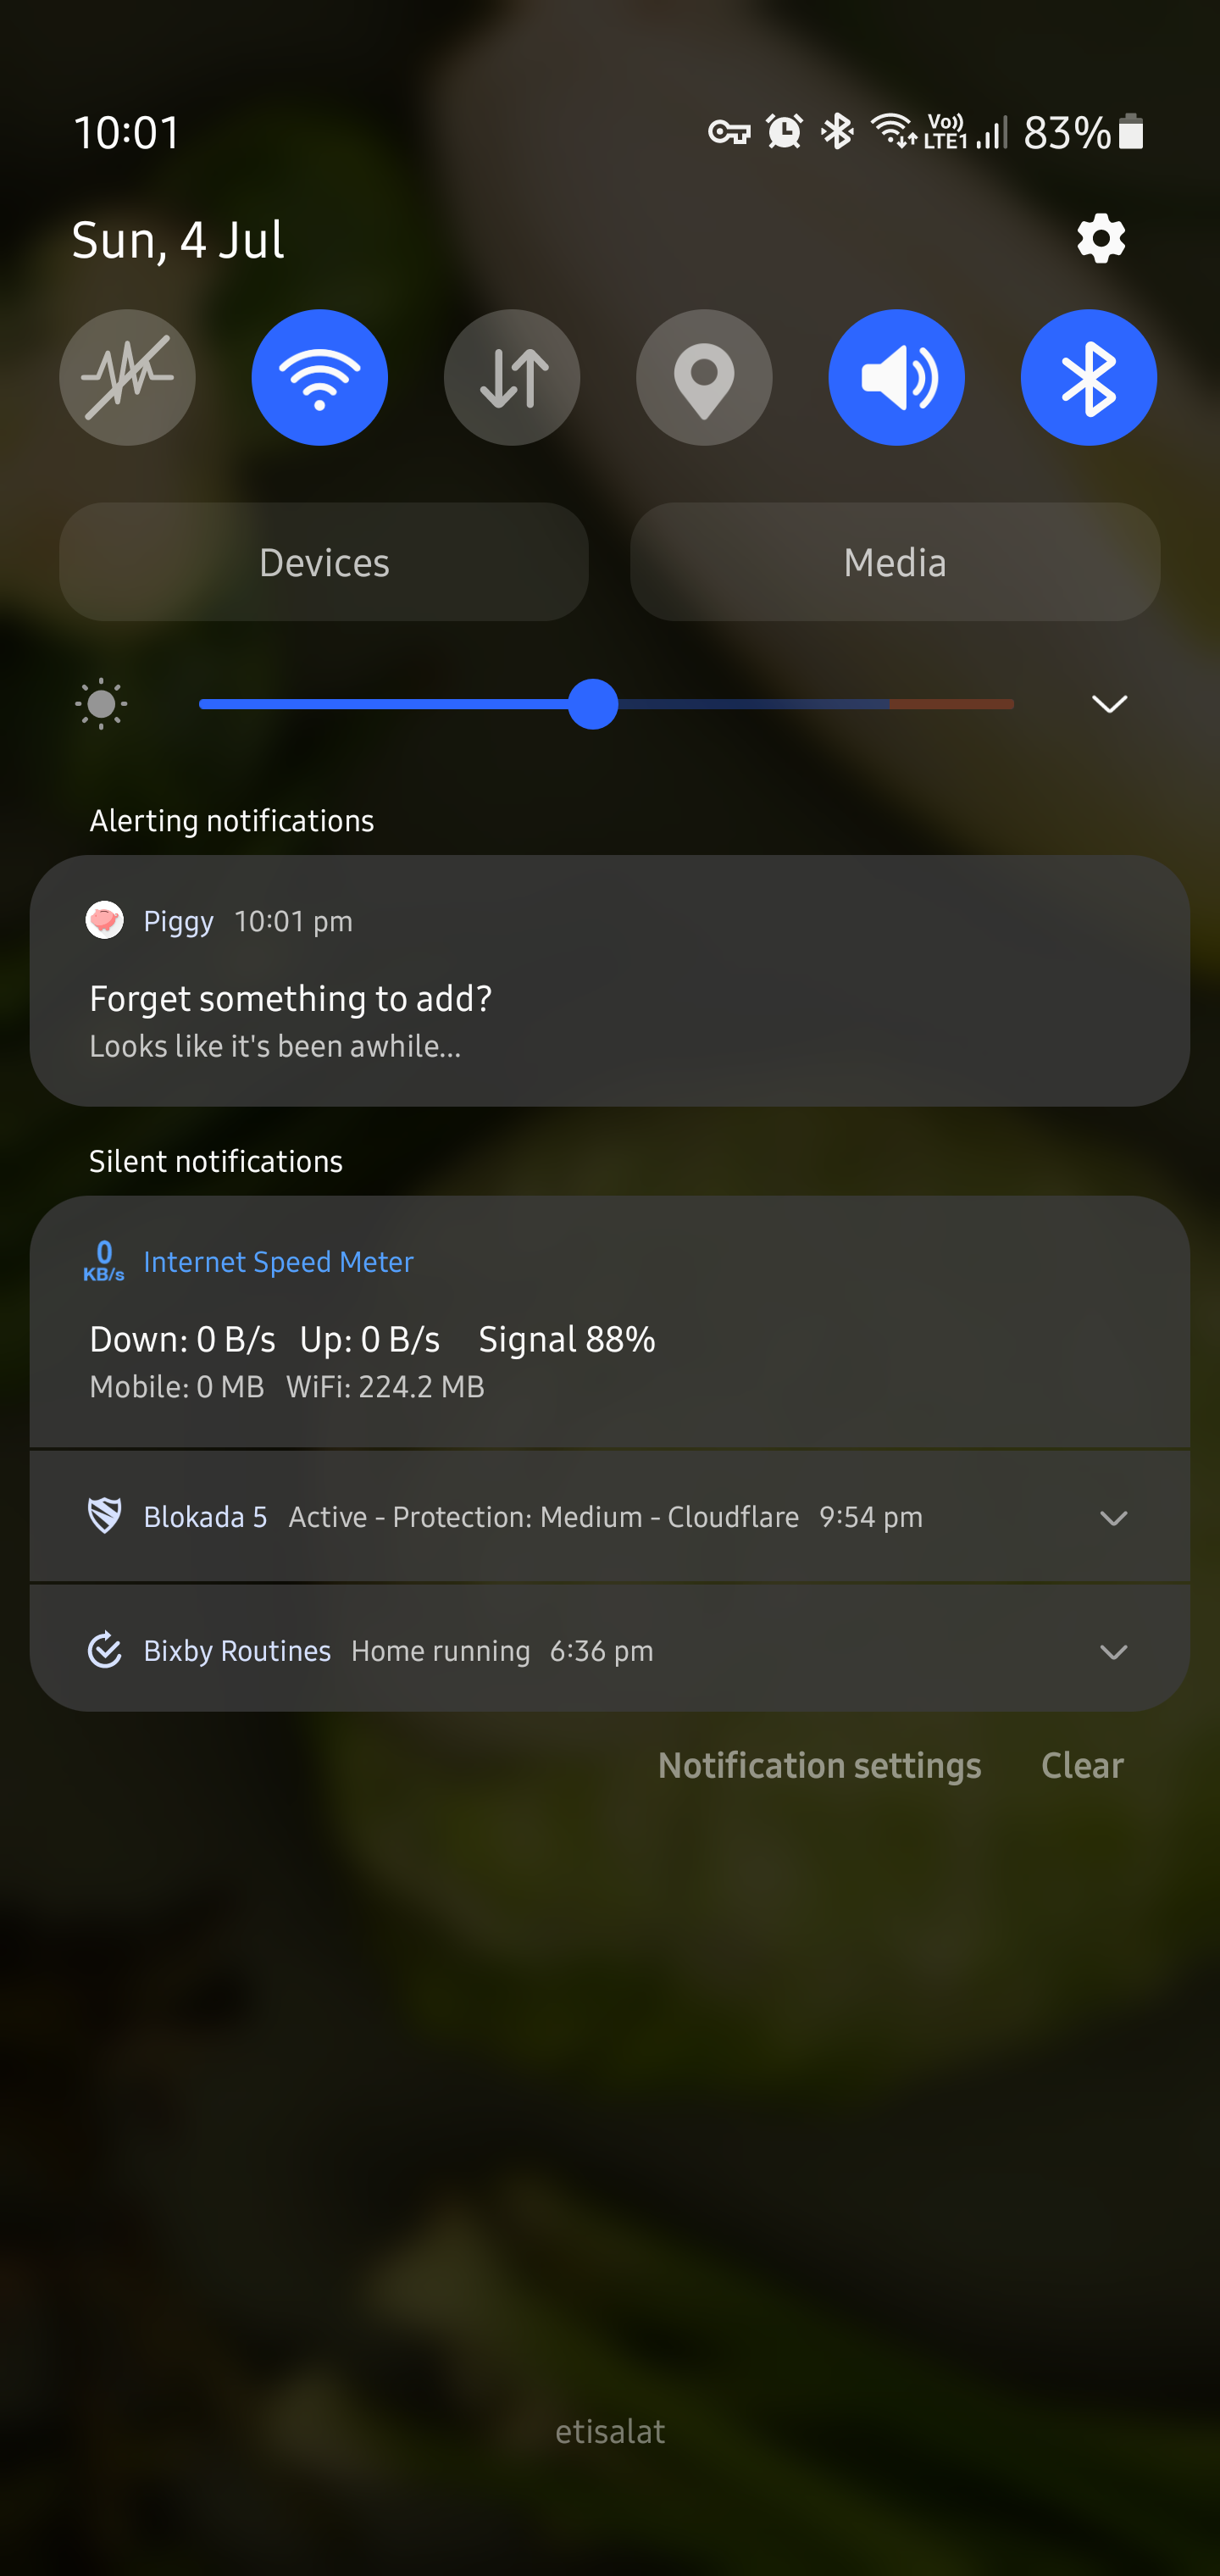 10:01 Vo)) LTE1 83%
Sun, 4 Jul
Devices Media
Alerting notifications
Piggy 10:01 pm
Forget something to add?
Looks like it's been awhile...
Silent notifications
0 KB/s Internet Speed Meter
Down: 0 B/s Up: 0 B/s Signal 88%
Mobile: 0 MB WiFi: 224.2 MB
Blokada 5 Active - Protection: Medium - Cloudflare 9:54 pm
Bixby Routines Home running 6:36 pm
Notification settings Clear
etisalat